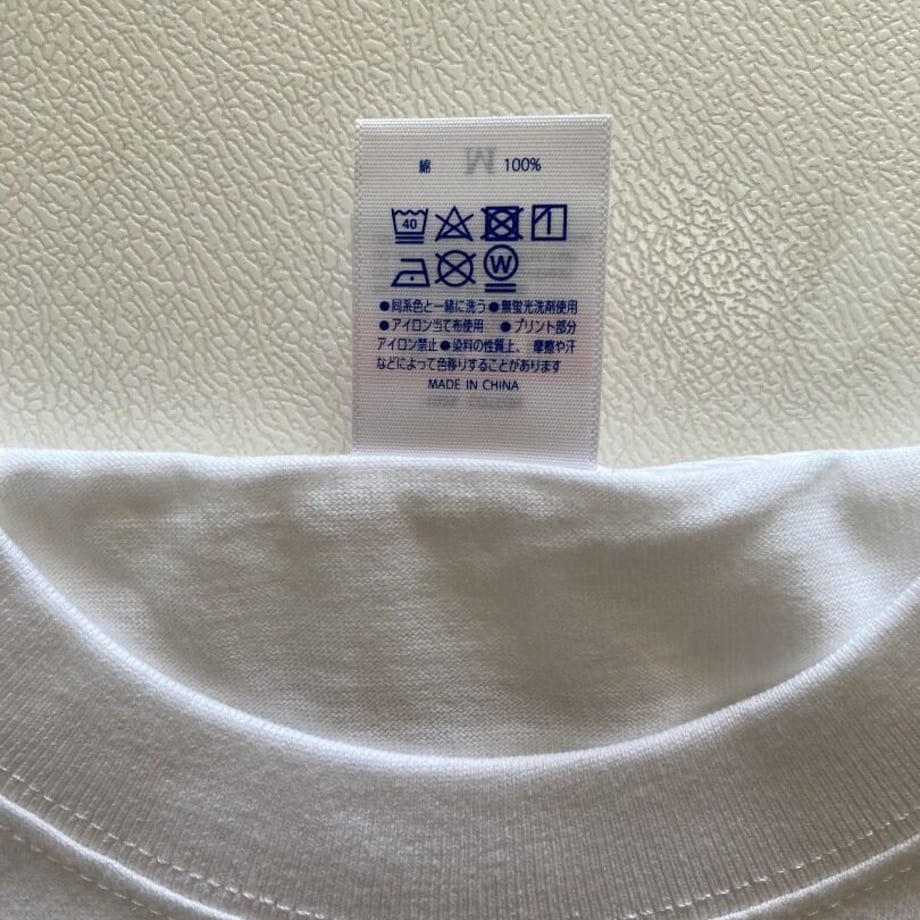 綿 100%
40
W
●同系色と一緒に洗う●無蛍光洗剤使用
●アイロン当て布使用 ●プリント部分
アイロン禁止●染料の性質上、摩擦や汗
などによって色移りすることがあります
MADE IN CHINA